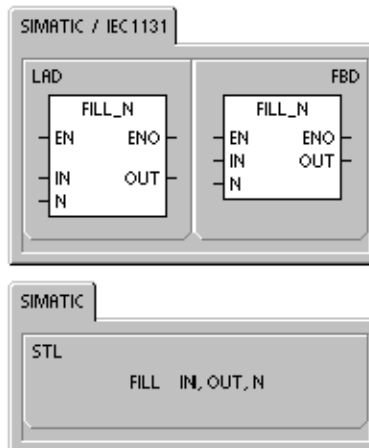 SIMATIC / IEC1131
LAD
FBD
FILL_N
EN ENO
IN OUT
N
FILL_N
EN ENO
IN OUT
N
SIMATIC
STL
FILL IN, OUT, N